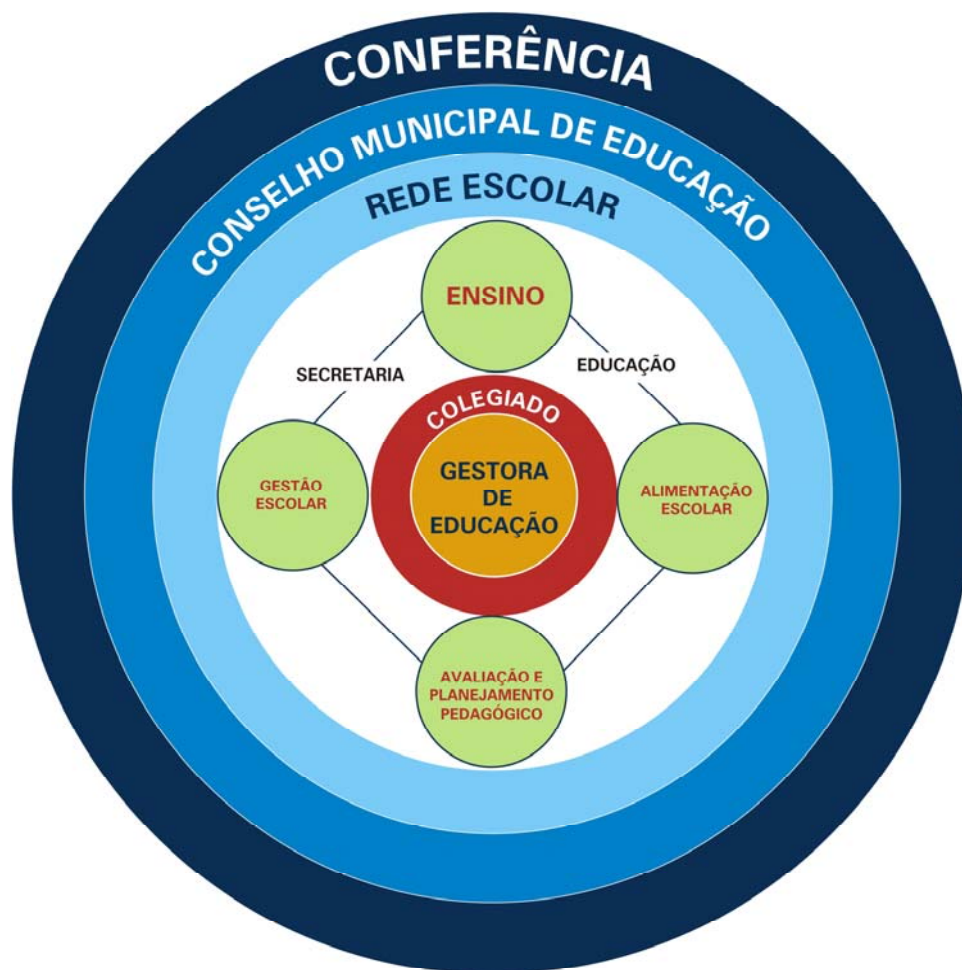 CONFERÊNCIA
CONSELHO MUNICIPAL DE EDUCAÇÃO
REDE ESCOLAR
ENSINO
SECRETARIA
EDUCAÇÃO
COLEGIADO
GESTORA
DE
EDUCAÇÃO
GESTÃO
ESCOLAR
ALIMENTAÇÃO
ESCOLAR
AVALIAÇÃO E
PLANEJAMENTO
PEDAGÓGICO